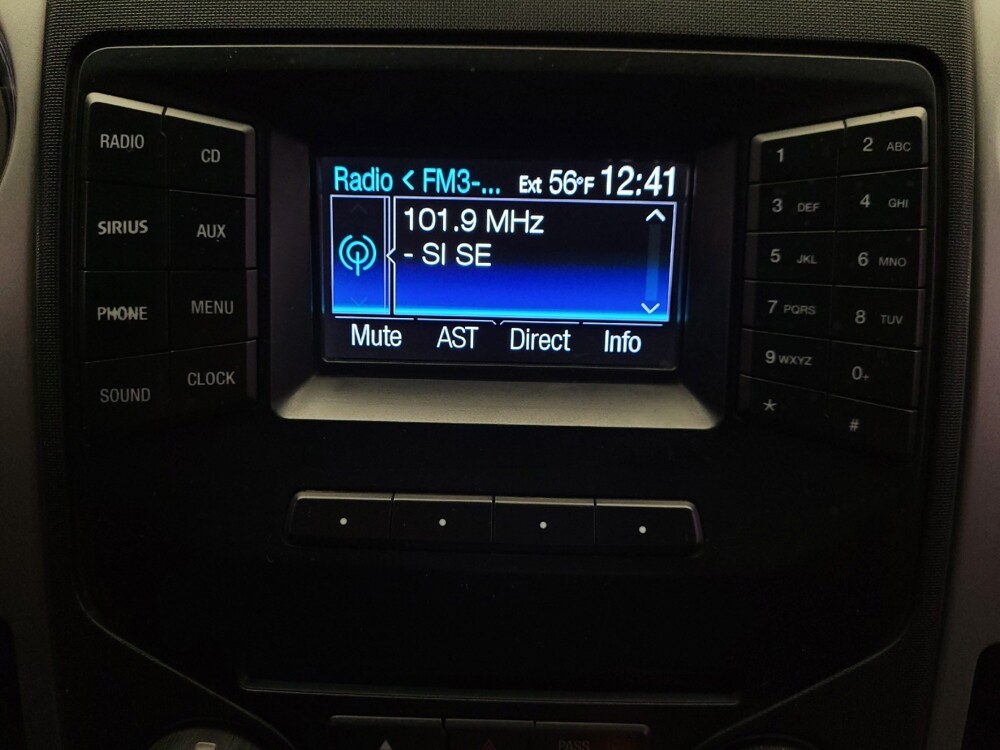 RADIO
CD
SIRIUS
AUX
PHONE
MENU
SOUND
CLOCK
Radio < FM3-... Ext 56°F 12:41
101.9 MHz
- SI SE
Mute AST Direct Info
1
2 ABC
3 DEF
4 GHI
5 JKL
6 MNO
7 PQRS
8 TUV
9 WXYZ
0+
*
#
PASS